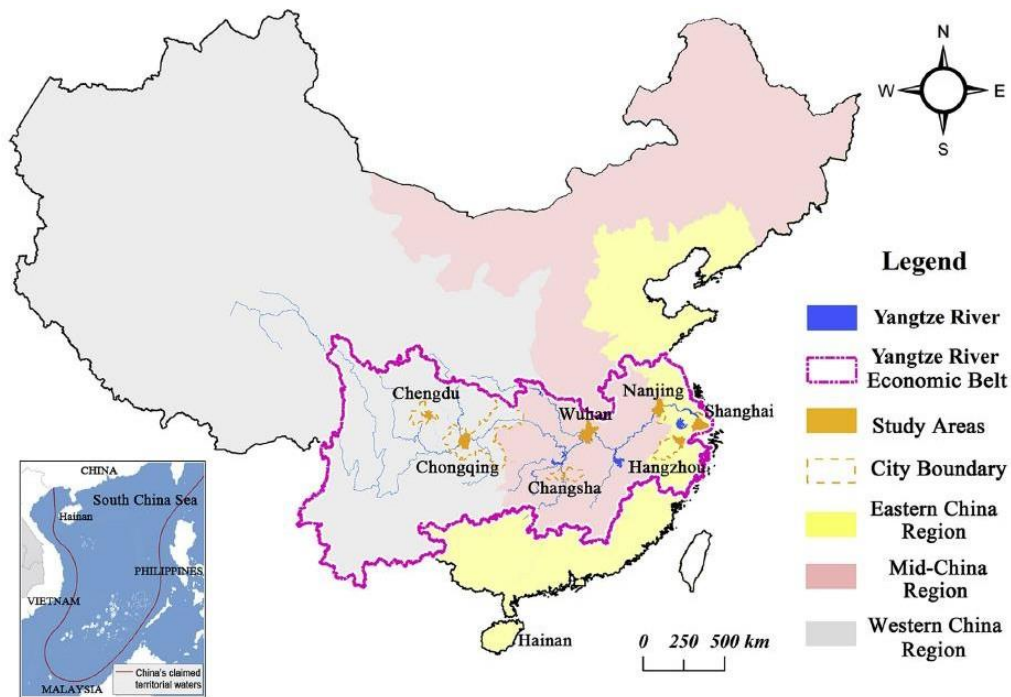 N
W E
S
Legend
Yangtze River
Yangtze River
Economic Belt
Study Areas
City Boundary
Eastern China
Region
Mid-China
Region
Western China
Region
Chengdu
Chongqing
Wuhan
Changsha
Nanjing
Shanghai
Hangzhou
Hainan
0 250 500 km
CHINA
South China Sea
Hainan
PHILIPPINES
VIETNAM
MALAYSIA
China's claimed
territorial waters